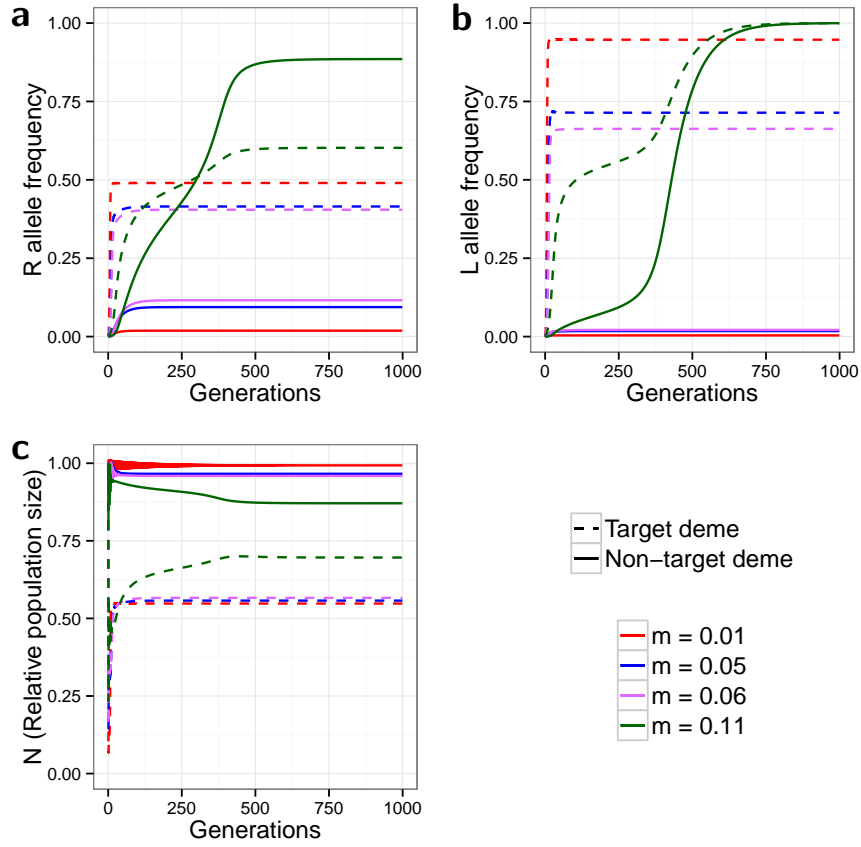 a
R allele frequency
1.00
0.75
0.50
0.25
0.00
0
250
500
750
1000
Generations
b
L allele frequency
1.00
0.75
0.50
0.25
0.00
0
250
500
750
1000
Generations
c
N (Relative population size)
1.00
0.75
0.50
0.25
0.00
0
250
500
750
1000
Generations
Target deme
Non−target deme
m = 0.01
m = 0.05
m = 0.06
m = 0.11